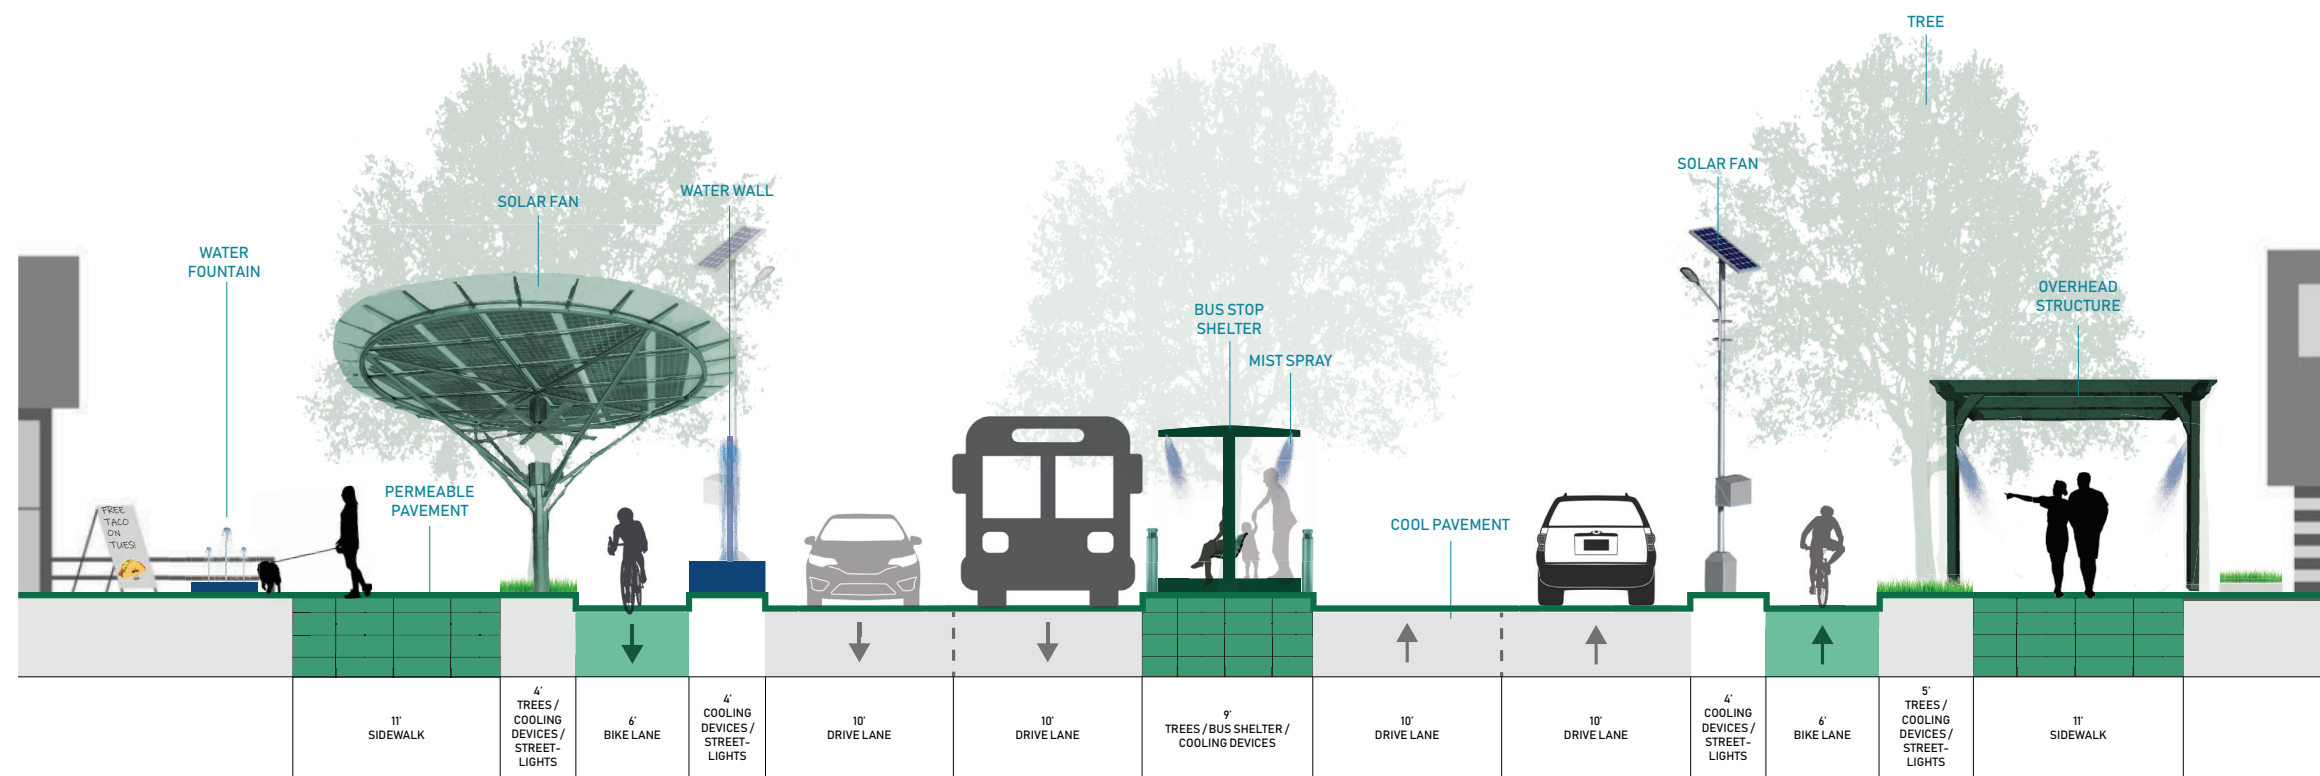 TREE
SOLAR FAN
WATER WALL
SOLAR FAN
WATER
FOUNTAIN
OVERHEAD
STRUCTURE
BUS STOP
SHELTER
MIST SPRAY
PERMEABLE
PAVEMENT
COOL PAVEMENT
FREE
TACO
ON
TUES!
11'
SIDEWALK
4'
TREES /
COOLING
DEVICES /
STREET-
LIGHTS
6'
BIKE LANE
4'
COOLING
DEVICES /
STREET-
LIGHTS
10'
DRIVE LANE
10'
DRIVE LANE
9'
TREES / BUS SHELTER /
COOLING DEVICES
10'
DRIVE LANE
10'
DRIVE LANE
4'
COOLING
DEVICES /
STREET-
LIGHTS
6'
BIKE LANE
5'
TREES /
COOLING
DEVICES /
STREET-
LIGHTS
11'
SIDEWALK